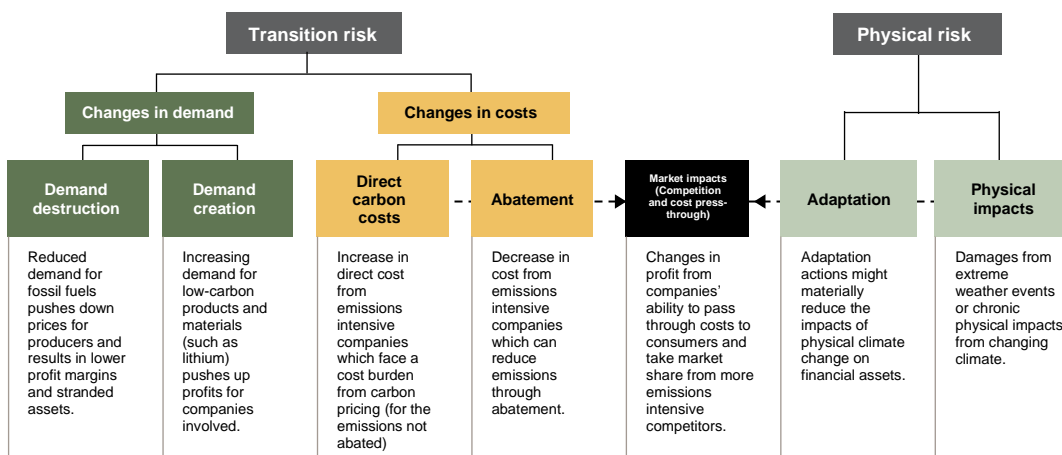 Transition risk
Physical risk
Changes in demand
Changes in costs
Demand
destruction
Demand
creation
Direct
carbon
costs
Abatement
Market impacts
(Competition
and cost press-
through)
Adaptation
Physical
impacts
Reduced
demand for
fossil fuels
pushes down
prices for
producers and
results in lower
profit margins
and stranded
assets.
Increasing
demand for
low-carbon
products and
materials
(such as
lithium)
pushes up
profits for
companies
involved.
Increase in
direct cost
from
emissions
intensive
companies
which face a
cost burden
from carbon
pricing (for the
emissions not
abated)
Decrease in
cost from
emissions
intensive
companies
which can
reduce
emissions
through
abatement.
Changes in
profit from
companies’
ability to pass
through costs to
consumers and
take market
share from more
emissions
intensive
competitors.
Adaptation
actions might
materially
reduce the
impacts of
physical climate
change on
financial assets.
Damages from
extreme
weather events
or chronic
physical impacts
from changing
climate.